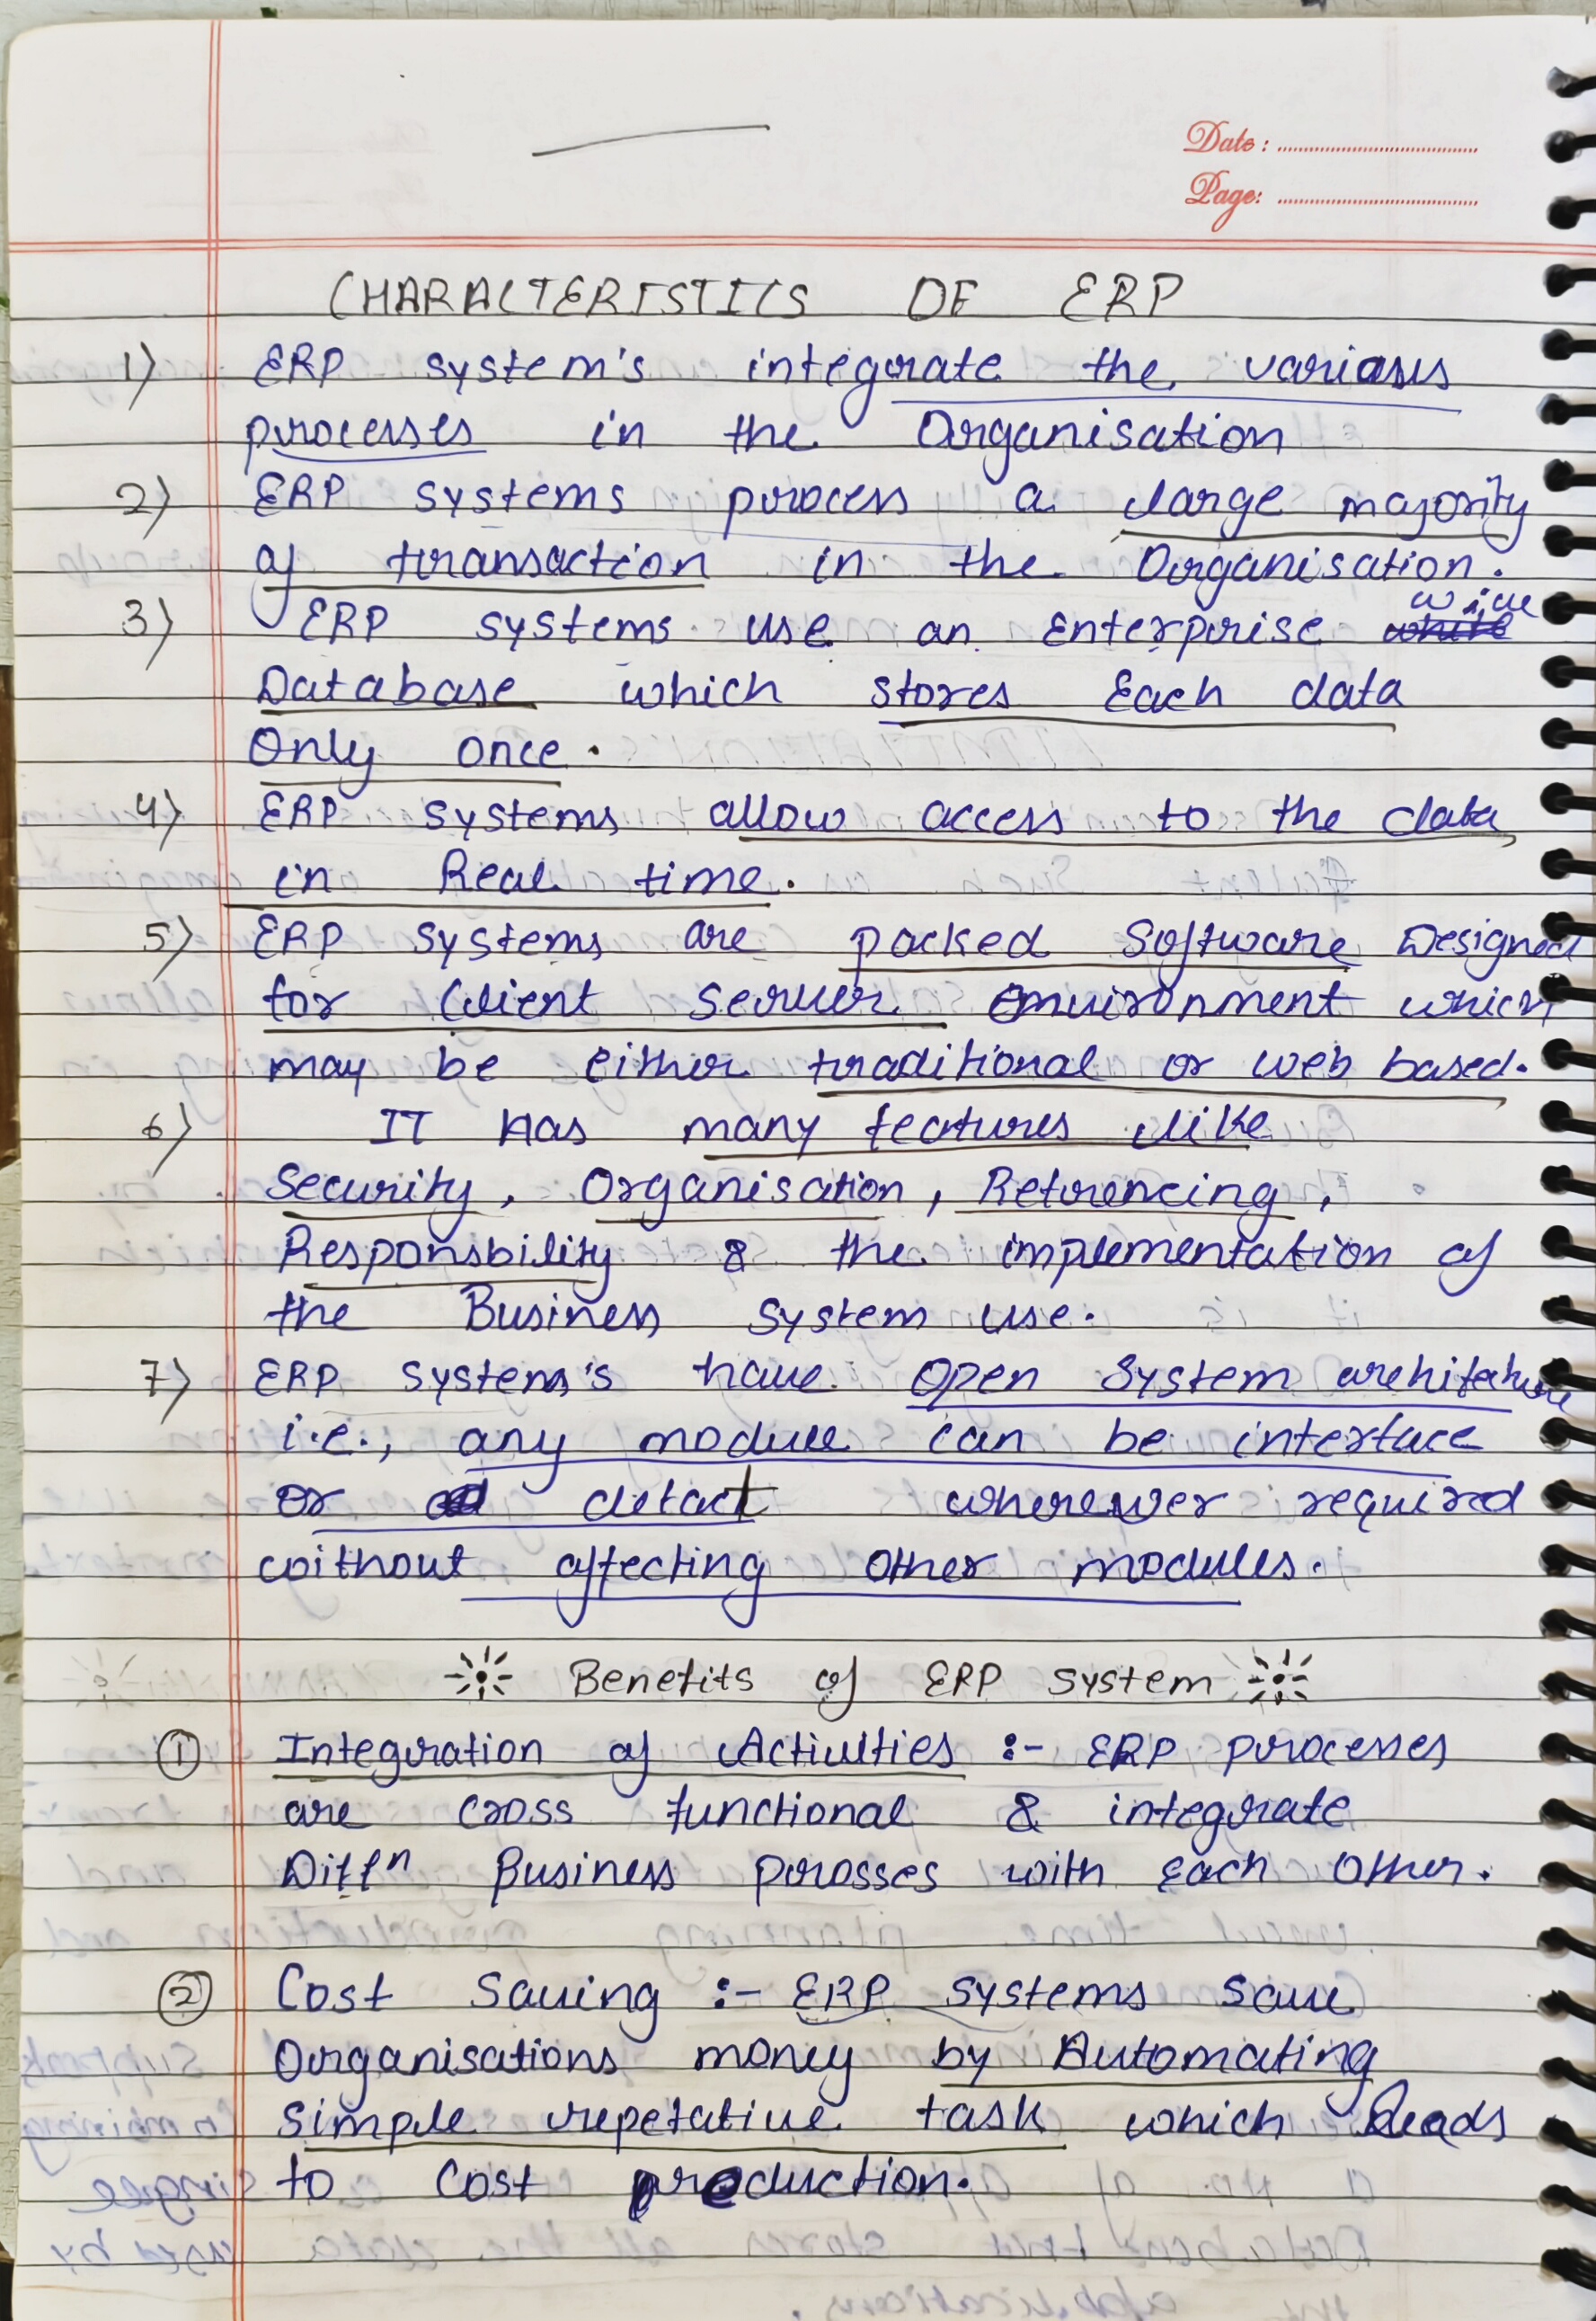 Date :
Page:
CHARACTERISTICS OF ERP
1) ERP system's integrate the various
processes in the Organisation
2) ERP systems process a large majority
of transaction in the Organisation.
3) ERP systems use an Enterprise wide
Database which stores Each data
Only once.
4) ERP systems allow access to the data
in Real time.
5) ERP systems are packed software Designed
for Client server environment which
may be either traditional or web based.
6) IT Has many features like
Security, Organisation, Refrencing,
Responsbility & the implementation of
the Business system use.
7) ERP systems's have Open System architecture
i.e., any module can be interface
or detact wherever required
without affecting other modules.
Benefits of ERP system
① Integration of Activities :- ERP processes
are cross functional & integrate
Diffn Business prosses with each other.
② Cost Saving :- ERP systems save
Organisations money by Automating
simple repetative task which leads
to cost